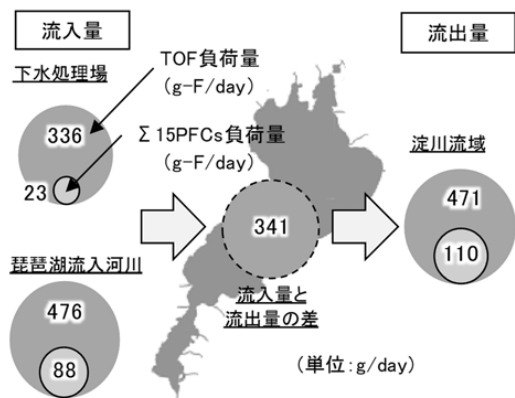 流入量
下水処理場
336
23
TOF負荷量
(g-F/day)
Σ15PFCs負荷量
(g-F/day)
琵琶湖流入河川
476
88
341
流入量と
流出量の差
流出量
淀川流域
471
110
(単位:g/day)